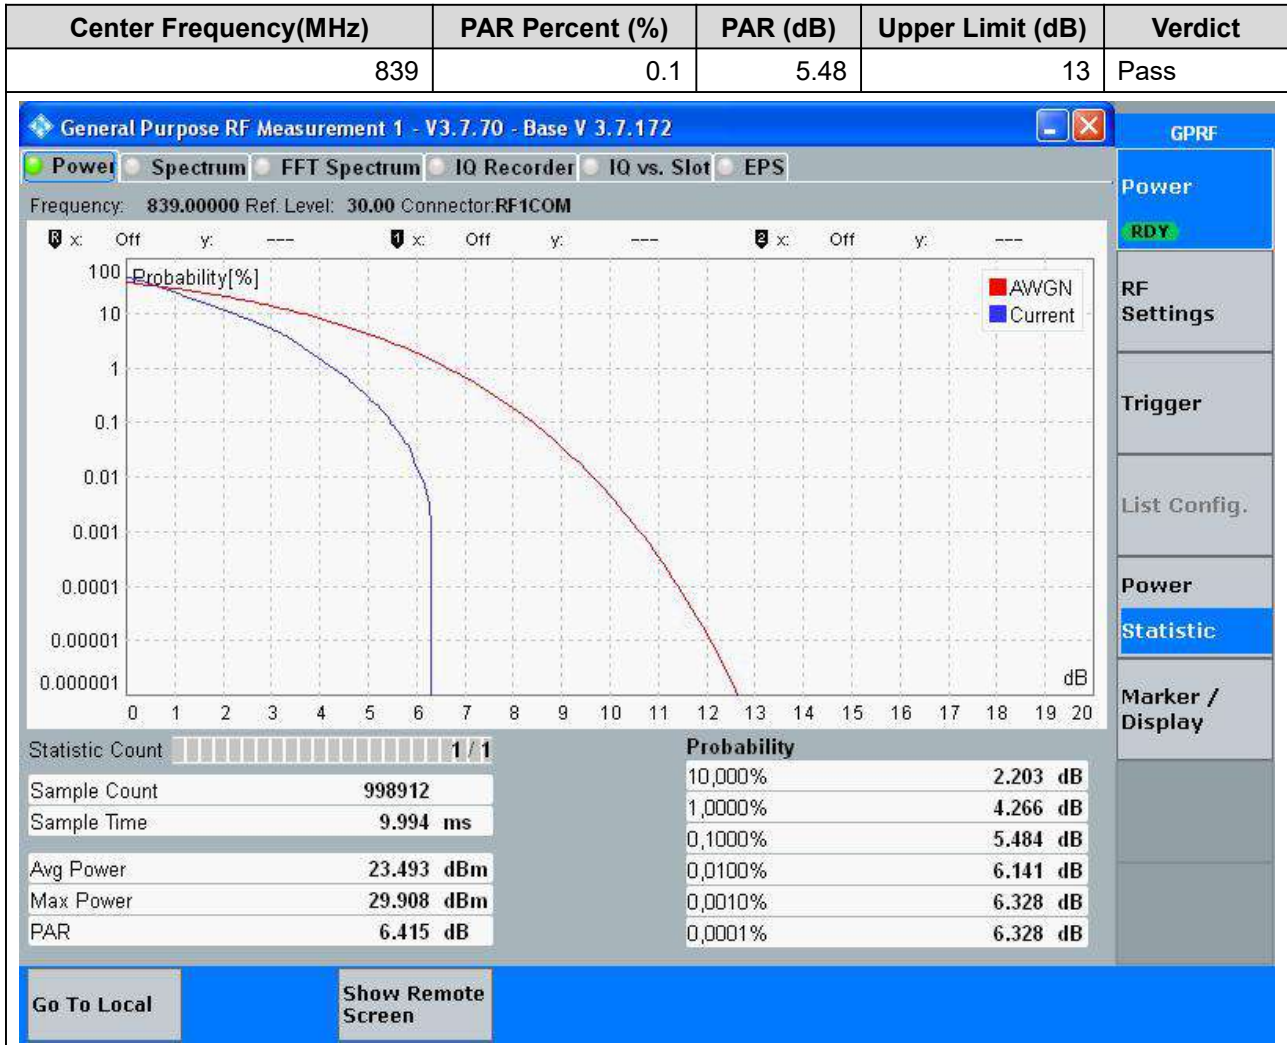 Center Frequency(MHz) PAR Percent (%) PAR (dB) Upper Limit (dB) Verdict
839 0.1 5.48 13 Pass
General Purpose RF Measurement 1 - V3.7.70 - Base V 3.7.172
GPRF
Power Spectrum FFT Spectrum IQ Recorder IQ vs. Slot EPS
Power
RDY
Frequency: 839.00000 Ref. Level: 30.00 Connector:RF1COM
R x: Off y: --- 1 x: Off y: --- 2 x: Off y: ---
Probability[%]
AWGN
Current
100
10
1
0.1
0.01
0.001
0.0001
0.00001
0.000001
dB
0 1 2 3 4 5 6 7 8 9 10 11 12 13 14 15 16 17 18 19 20
RF
Settings
Trigger
List Config.
Power
Statistic
Marker /
Display
Statistic Count 1 / 1
Sample Count 998912
Sample Time 9.994 ms
Avg Power 23.493 dBm
Max Power 29.908 dBm
PAR 6.415 dB
Probability
10,000% 2.203 dB
1,0000% 4.266 dB
0,1000% 5.484 dB
0,0100% 6.141 dB
0,0010% 6.328 dB
0,0001% 6.328 dB
Go To Local
Show Remote
Screen